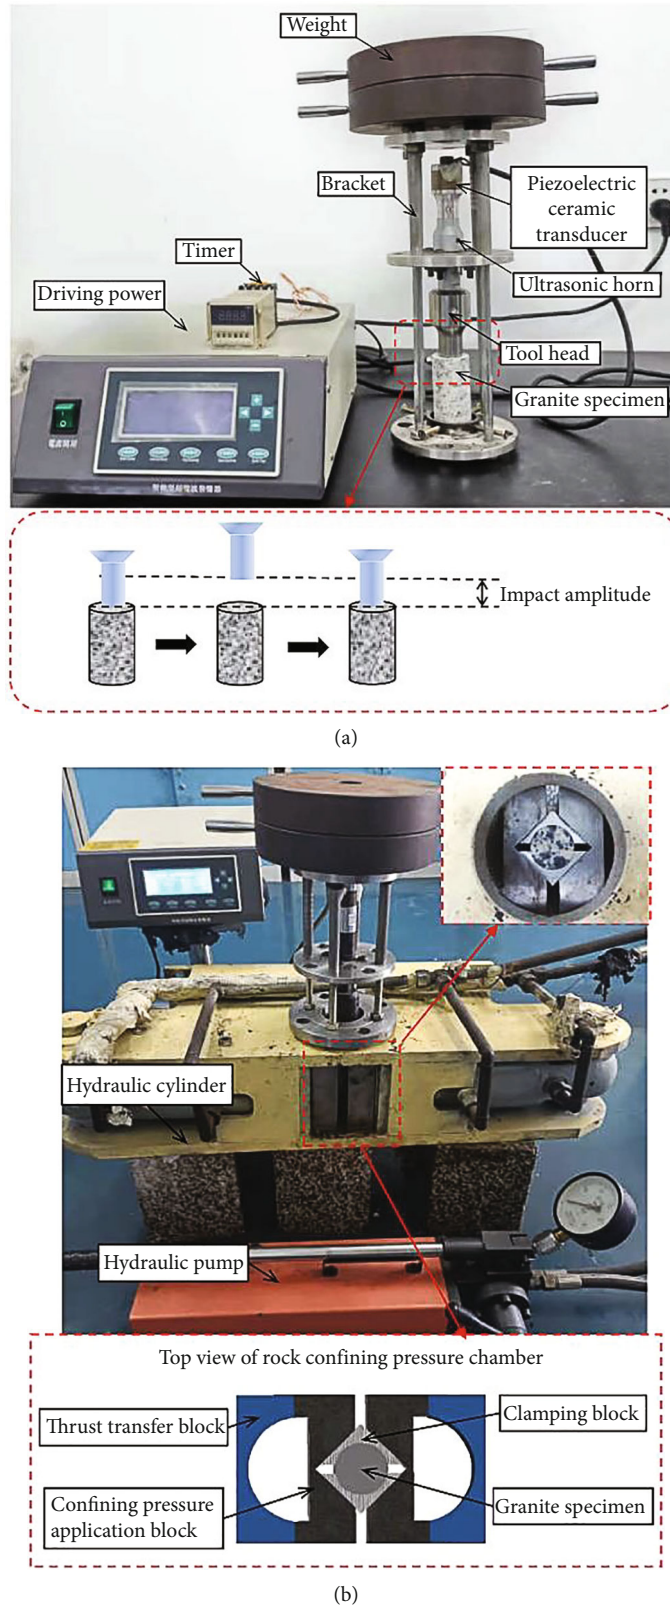 Weight
Bracket
Piezoelectric
ceramic
transducer
Timer
Driving power
Ultrasonic horn
Tool head
Granite specimen
Impact amplitude
(a)
Hydraulic cylinder
Hydraulic pump
Top view of rock confining pressure chamber
Thrust transfer block
Clamping block
Confining pressure
application block
Granite specimen
(b)